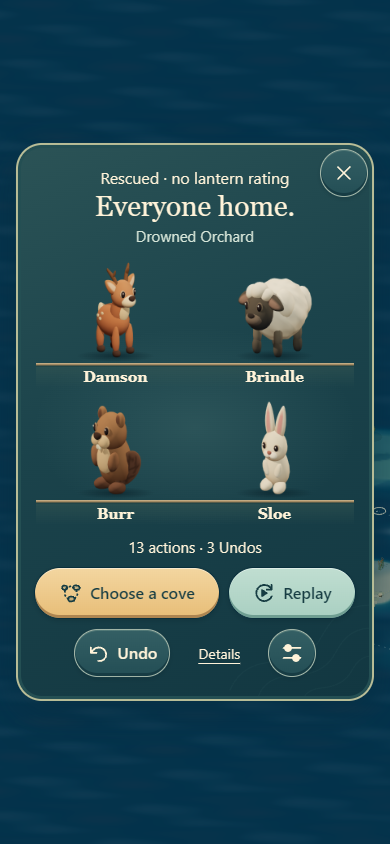 Rescued · no lantern rating
Everyone home.
Drowned Orchard
Damson
Brindle
Burr
Sloe
13 actions · 3 Undos
Choose a cove
Replay
Undo
Details